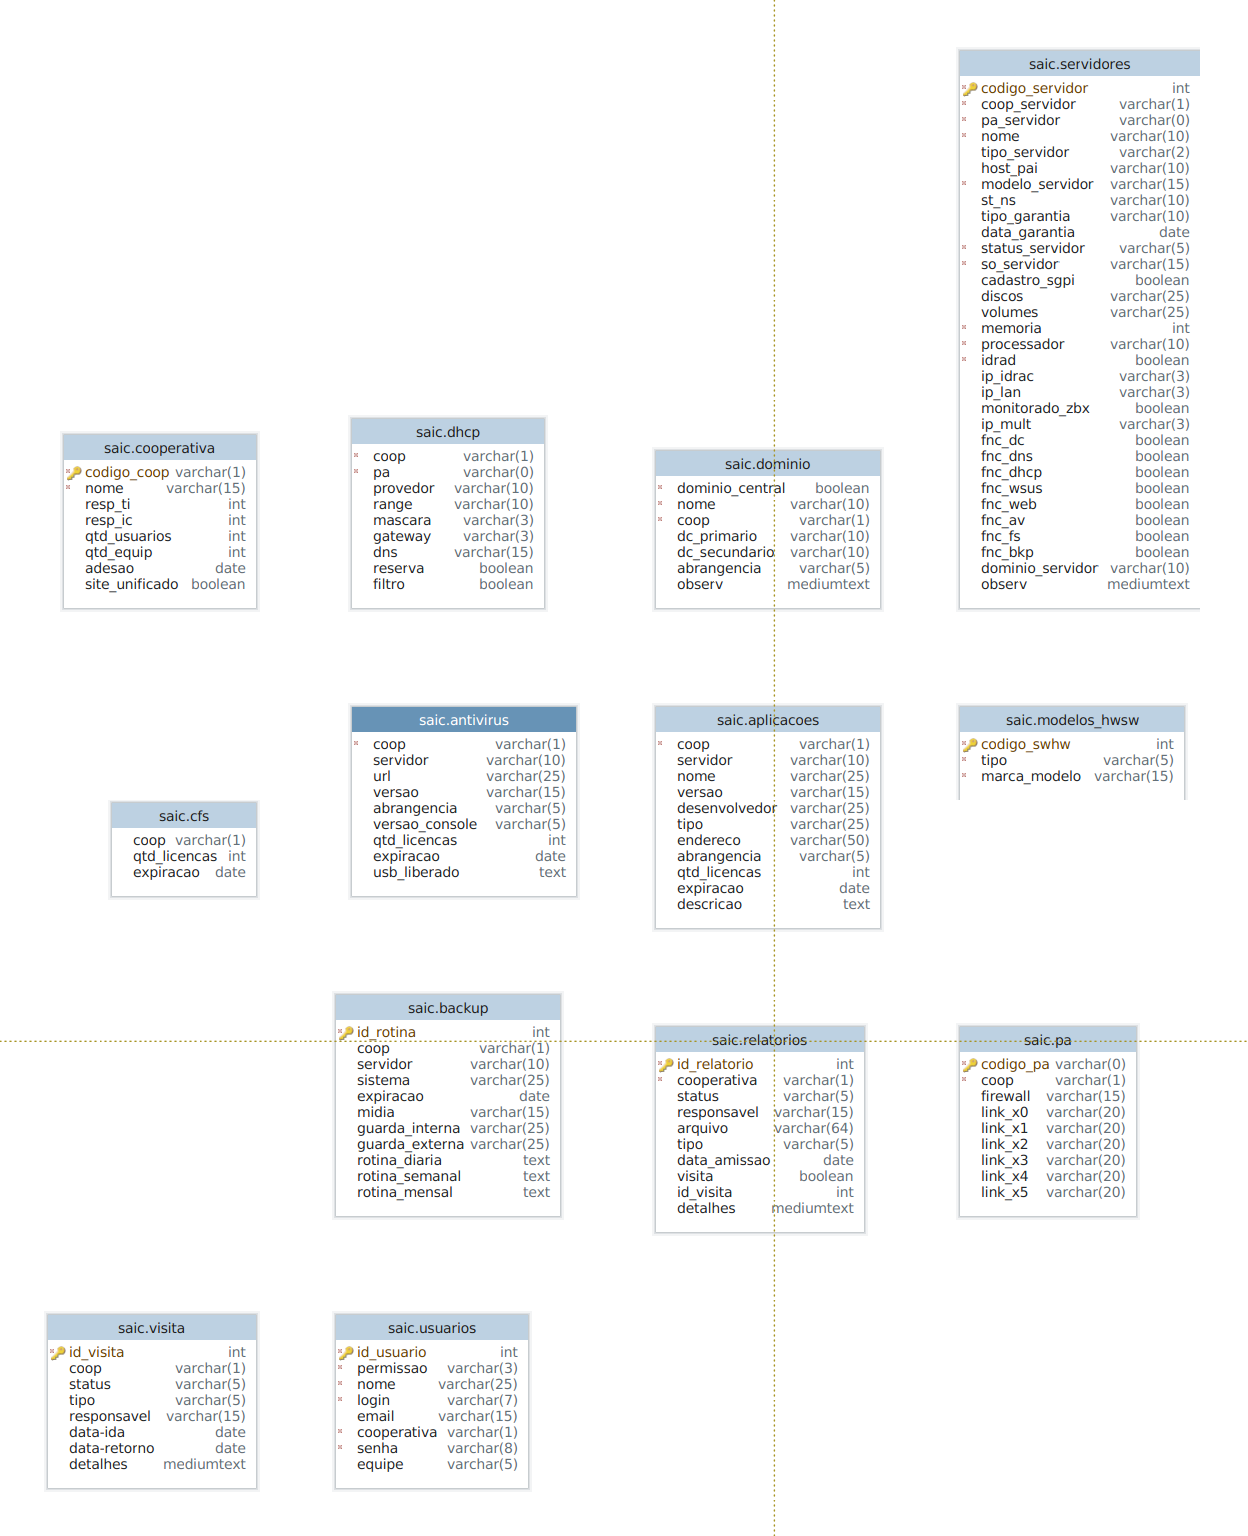 saic.servidores
codigo_servidor int
coop_servidor varchar(1)
pa_servidor varchar(0)
nome varchar(10)
tipo_servidor varchar(2)
host_pai varchar(10)
modelo_servidor varchar(15)
st_ns varchar(10)
tipo_garantia varchar(10)
data_garantia date
status_servidor varchar(5)
so_servidor varchar(15)
cadastro_sgpi boolean
discos varchar(25)
volumes varchar(25)
memoria int
processador varchar(10)
idrad boolean
ip_idrac varchar(3)
ip_lan varchar(3)
monitorado_zbx boolean
ip_mult varchar(3)
fnc_dc boolean
fnc_dns boolean
fnc_dhcp boolean
fnc_wsus boolean
fnc_web boolean
fnc_av boolean
fnc_fs boolean
fnc_bkp boolean
dominio_servidor varchar(10)
observ mediumtext
saic.cooperativa
codigo_coop varchar(1)
nome varchar(15)
resp_ti int
resp_ic int
qtd_usuarios int
qtd_equip int
adesao date
site_unificado boolean
saic.dhcp
coop varchar(1)
pa varchar(0)
provedor varchar(10)
range varchar(10)
mascara varchar(3)
gateway varchar(3)
dns varchar(15)
reserva boolean
filtro boolean
saic.dominio
dominio_central boolean
nome varchar(10)
coop varchar(1)
dc_primario varchar(10)
dc_secundario varchar(10)
abrangencia varchar(5)
observ mediumtext
saic.cfs
coop varchar(1)
qtd_licencas int
expiracao date
saic.antivirus
coop varchar(1)
servidor varchar(10)
url varchar(25)
versao varchar(15)
abrangencia varchar(5)
versao_console varchar(5)
qtd_licencas int
expiracao date
usb_liberado text
saic.aplicacoes
coop varchar(1)
servidor varchar(10)
nome varchar(25)
versao varchar(15)
desenvolvedor varchar(25)
tipo varchar(25)
endereco varchar(50)
abrangencia varchar(5)
qtd_licencas int
expiracao date
descricao text
saic.modelos_hwsw
codigo_swhw int
tipo varchar(5)
marca_modelo varchar(15)
saic.backup
id_rotina int
coop varchar(1)
servidor varchar(10)
sistema varchar(25)
expiracao date
midia varchar(15)
guarda_interna varchar(25)
guarda_externa varchar(25)
rotina_diaria text
rotina_semanal text
rotina_mensal text
saic.relatorios
id_relatorio int
cooperativa varchar(1)
status varchar(5)
responsavel varchar(15)
arquivo varchar(64)
tipo varchar(5)
data_amissao date
visita boolean
id_visita int
detalhes mediumtext
saic.pa
codigo_pa varchar(0)
coop varchar(1)
firewall varchar(15)
link_x0 varchar(20)
link_x1 varchar(20)
link_x2 varchar(20)
link_x3 varchar(20)
link_x4 varchar(20)
link_x5 varchar(20)
saic.visita
id_visita int
coop varchar(1)
status varchar(5)
tipo varchar(5)
responsavel varchar(15)
data-ida date
data-retorno date
detalhes mediumtext
saic.usuarios
id_usuario int
permissao varchar(3)
nome varchar(25)
login varchar(7)
email varchar(15)
cooperativa varchar(1)
senha varchar(8)
equipe varchar(5)